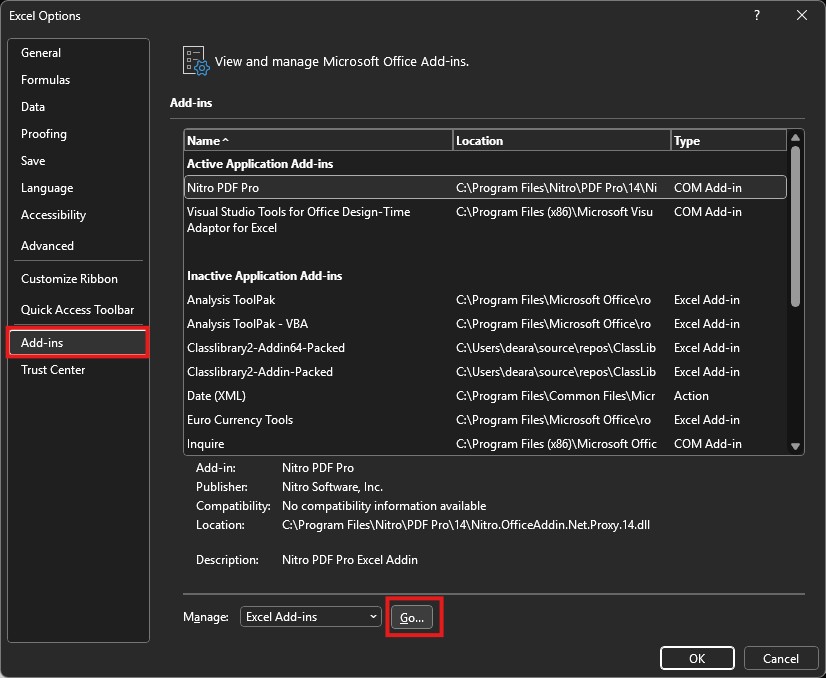 Excel Options
?
General
Formulas
Data
Proofing
Save
Language
Accessibility
Advanced
Customize Ribbon
Quick Access Toolbar
Add-ins
Trust Center
View and manage Microsoft Office Add-ins.
Add-ins
Name Location Type
Active Application Add-ins
Nitro PDF Pro C:\Program Files\Nitro\PDF Pro\14\Ni COM Add-in
Visual Studio Tools for Office Design-Time C:\Program Files (x86)\Microsoft Visu COM Add-in
Adaptor for Excel
Inactive Application Add-ins
Analysis ToolPak C:\Program Files\Microsoft Office\ro Excel Add-in
Analysis ToolPak - VBA C:\Program Files\Microsoft Office\ro Excel Add-in
Classlibrary2-Addin64-Packed C:\Users\deara\source\repos\ClassLib Excel Add-in
Classlibrary2-Addin-Packed C:\Users\deara\source\repos\ClassLib Excel Add-in
Date (XML) C:\Program Files\Common Files\Micr Action
Euro Currency Tools C:\Program Files\Microsoft Office\ro Excel Add-in
Inquire C:\Program Files (x86)\Microsoft Offic COM Add-in
Add-in: Nitro PDF Pro
Publisher: Nitro Software, Inc.
Compatibility: No compatibility information available
Location: C:\Program Files\Nitro\PDF Pro\14\Nitro.OfficeAddin.Net.Proxy.14.dll
Description: Nitro PDF Pro Excel Addin
Manage: Excel Add-ins Go...
OK Cancel